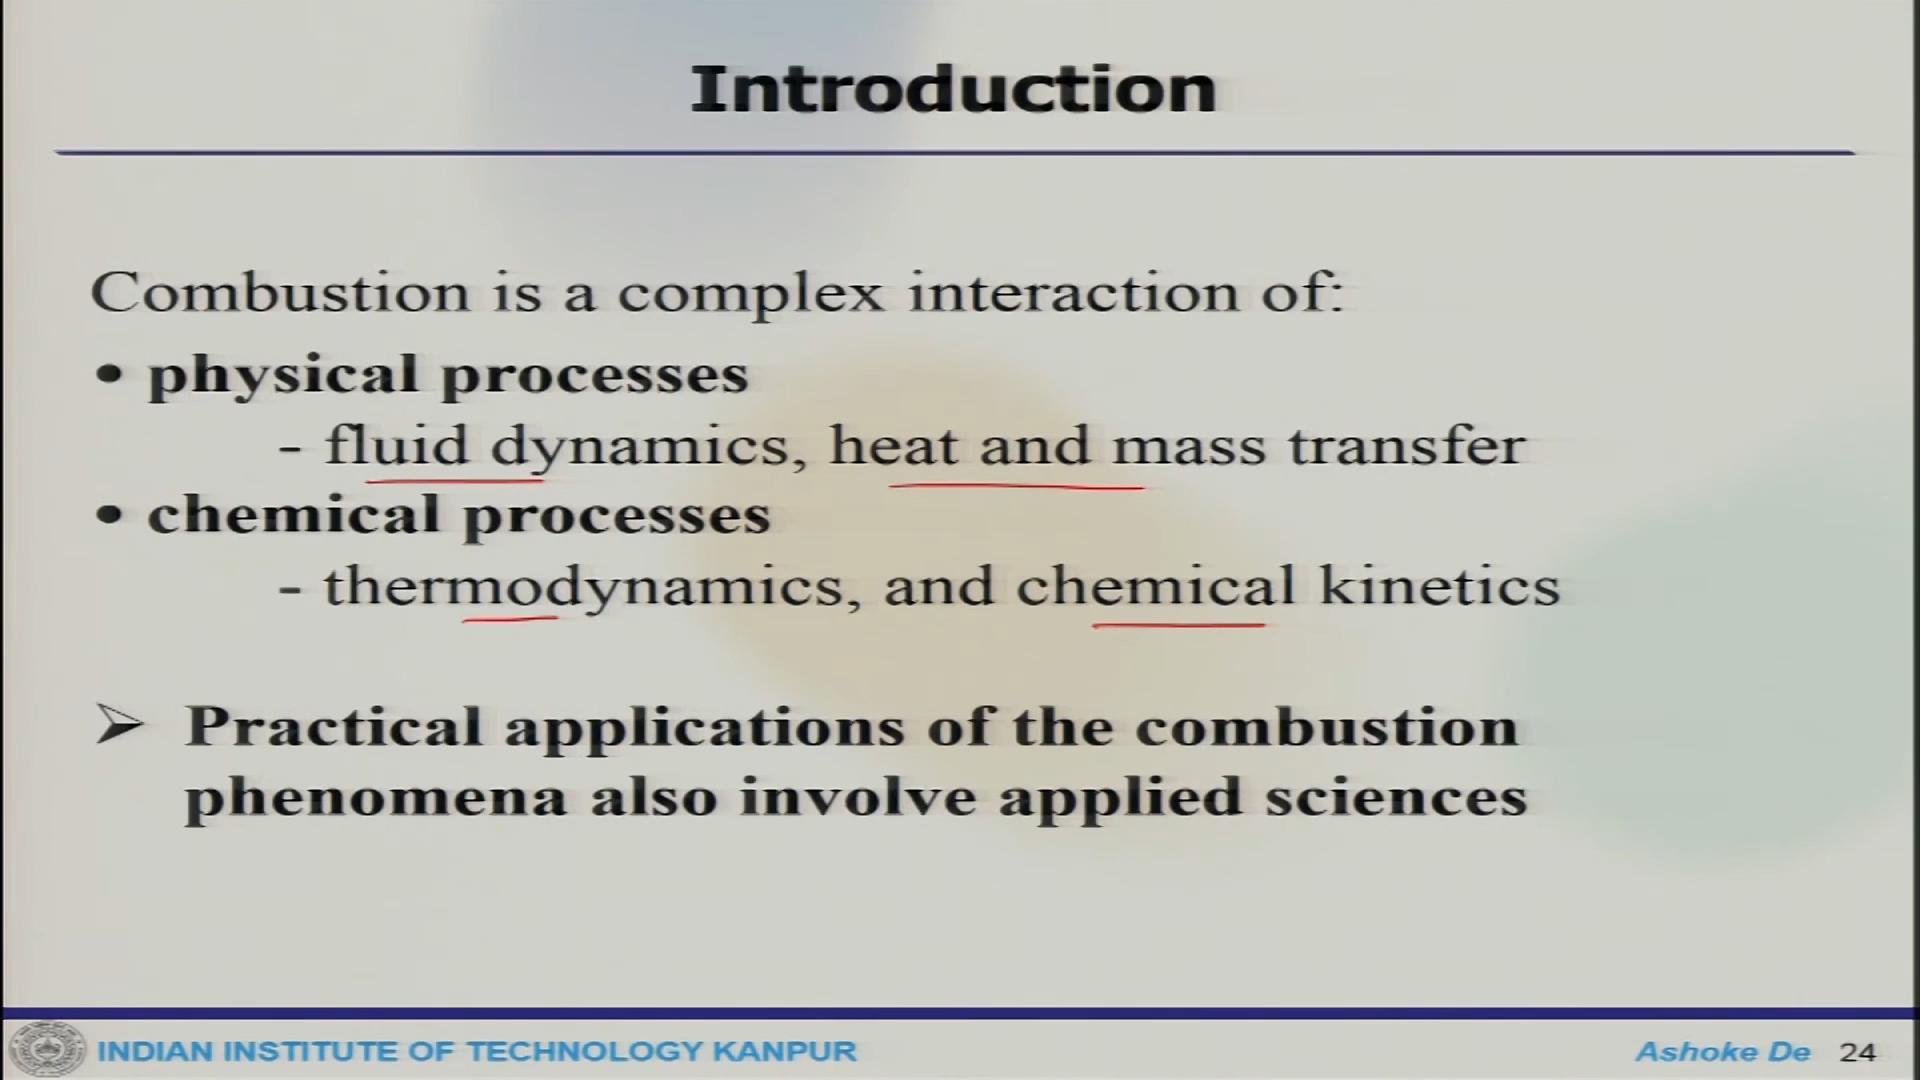 Introduction
Combustion is a complex interaction of:
• physical processes
- fluid dynamics, heat and mass transfer
• chemical processes
- thermodynamics, and chemical kinetics
➢ Practical applications of the combustion
phenomena also involve applied sciences
INDIAN INSTITUTE OF TECHNOLOGY KANPUR
Ashoke De 24